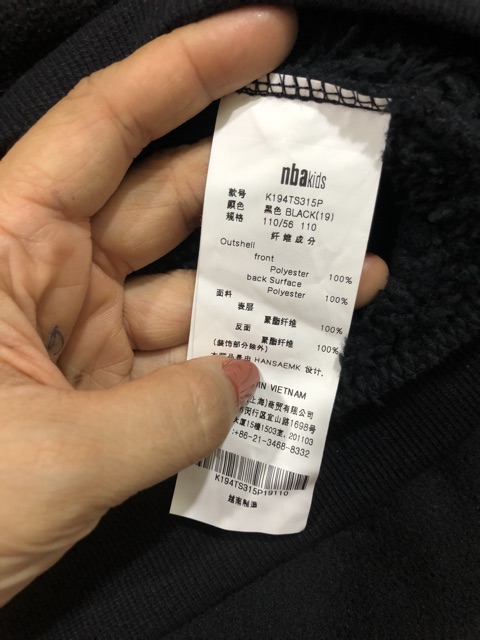 nbakids
款号 K194TS315P
颜色 黑色 BLACK(19)
规格 110/56 110
纤维成分
Outshell
front
Polyester 100%
back Surface
Polyester 100%
面料
表层
聚酯纤维 100%
反面
聚酯纤维 100%
(装饰部分除外)
HANSAEMK 设计.
IN VIETNAM
(上海)商贸有限公司
闵行区宜山路1698号
大厦15楼1503室, 201103
:+86-21-3468-8332
K194TS315P19110
越南制造